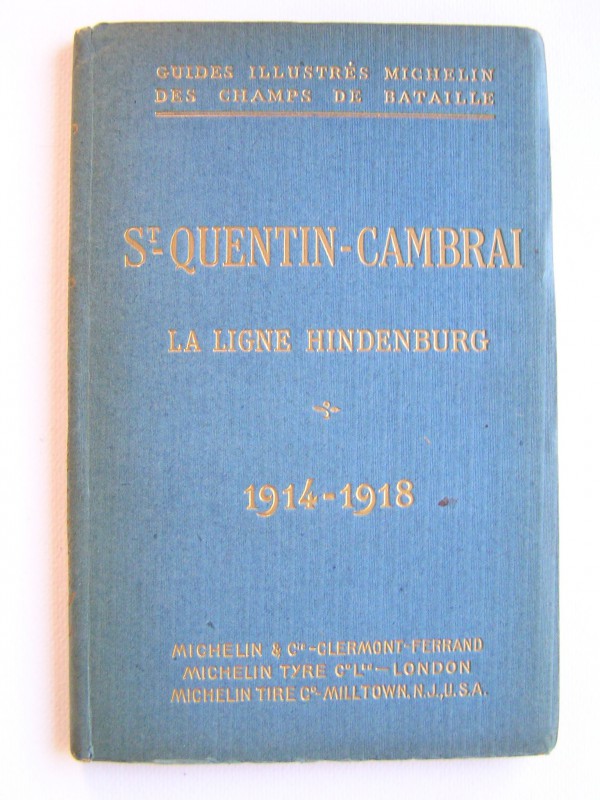 GUIDES ILLUSTRÉS MICHELIN
DES CHAMPS DE BATAILLE
ST-QUENTIN-CAMBRAI
LA LIGNE HINDENBURG
1914-1918
MICHELIN & CIE-CLERMONT-FERRAND
MICHELIN TYRE CO LTD-LONDON
MICHELIN TIRE CO-MILLTOWN, N.J., U.S.A.